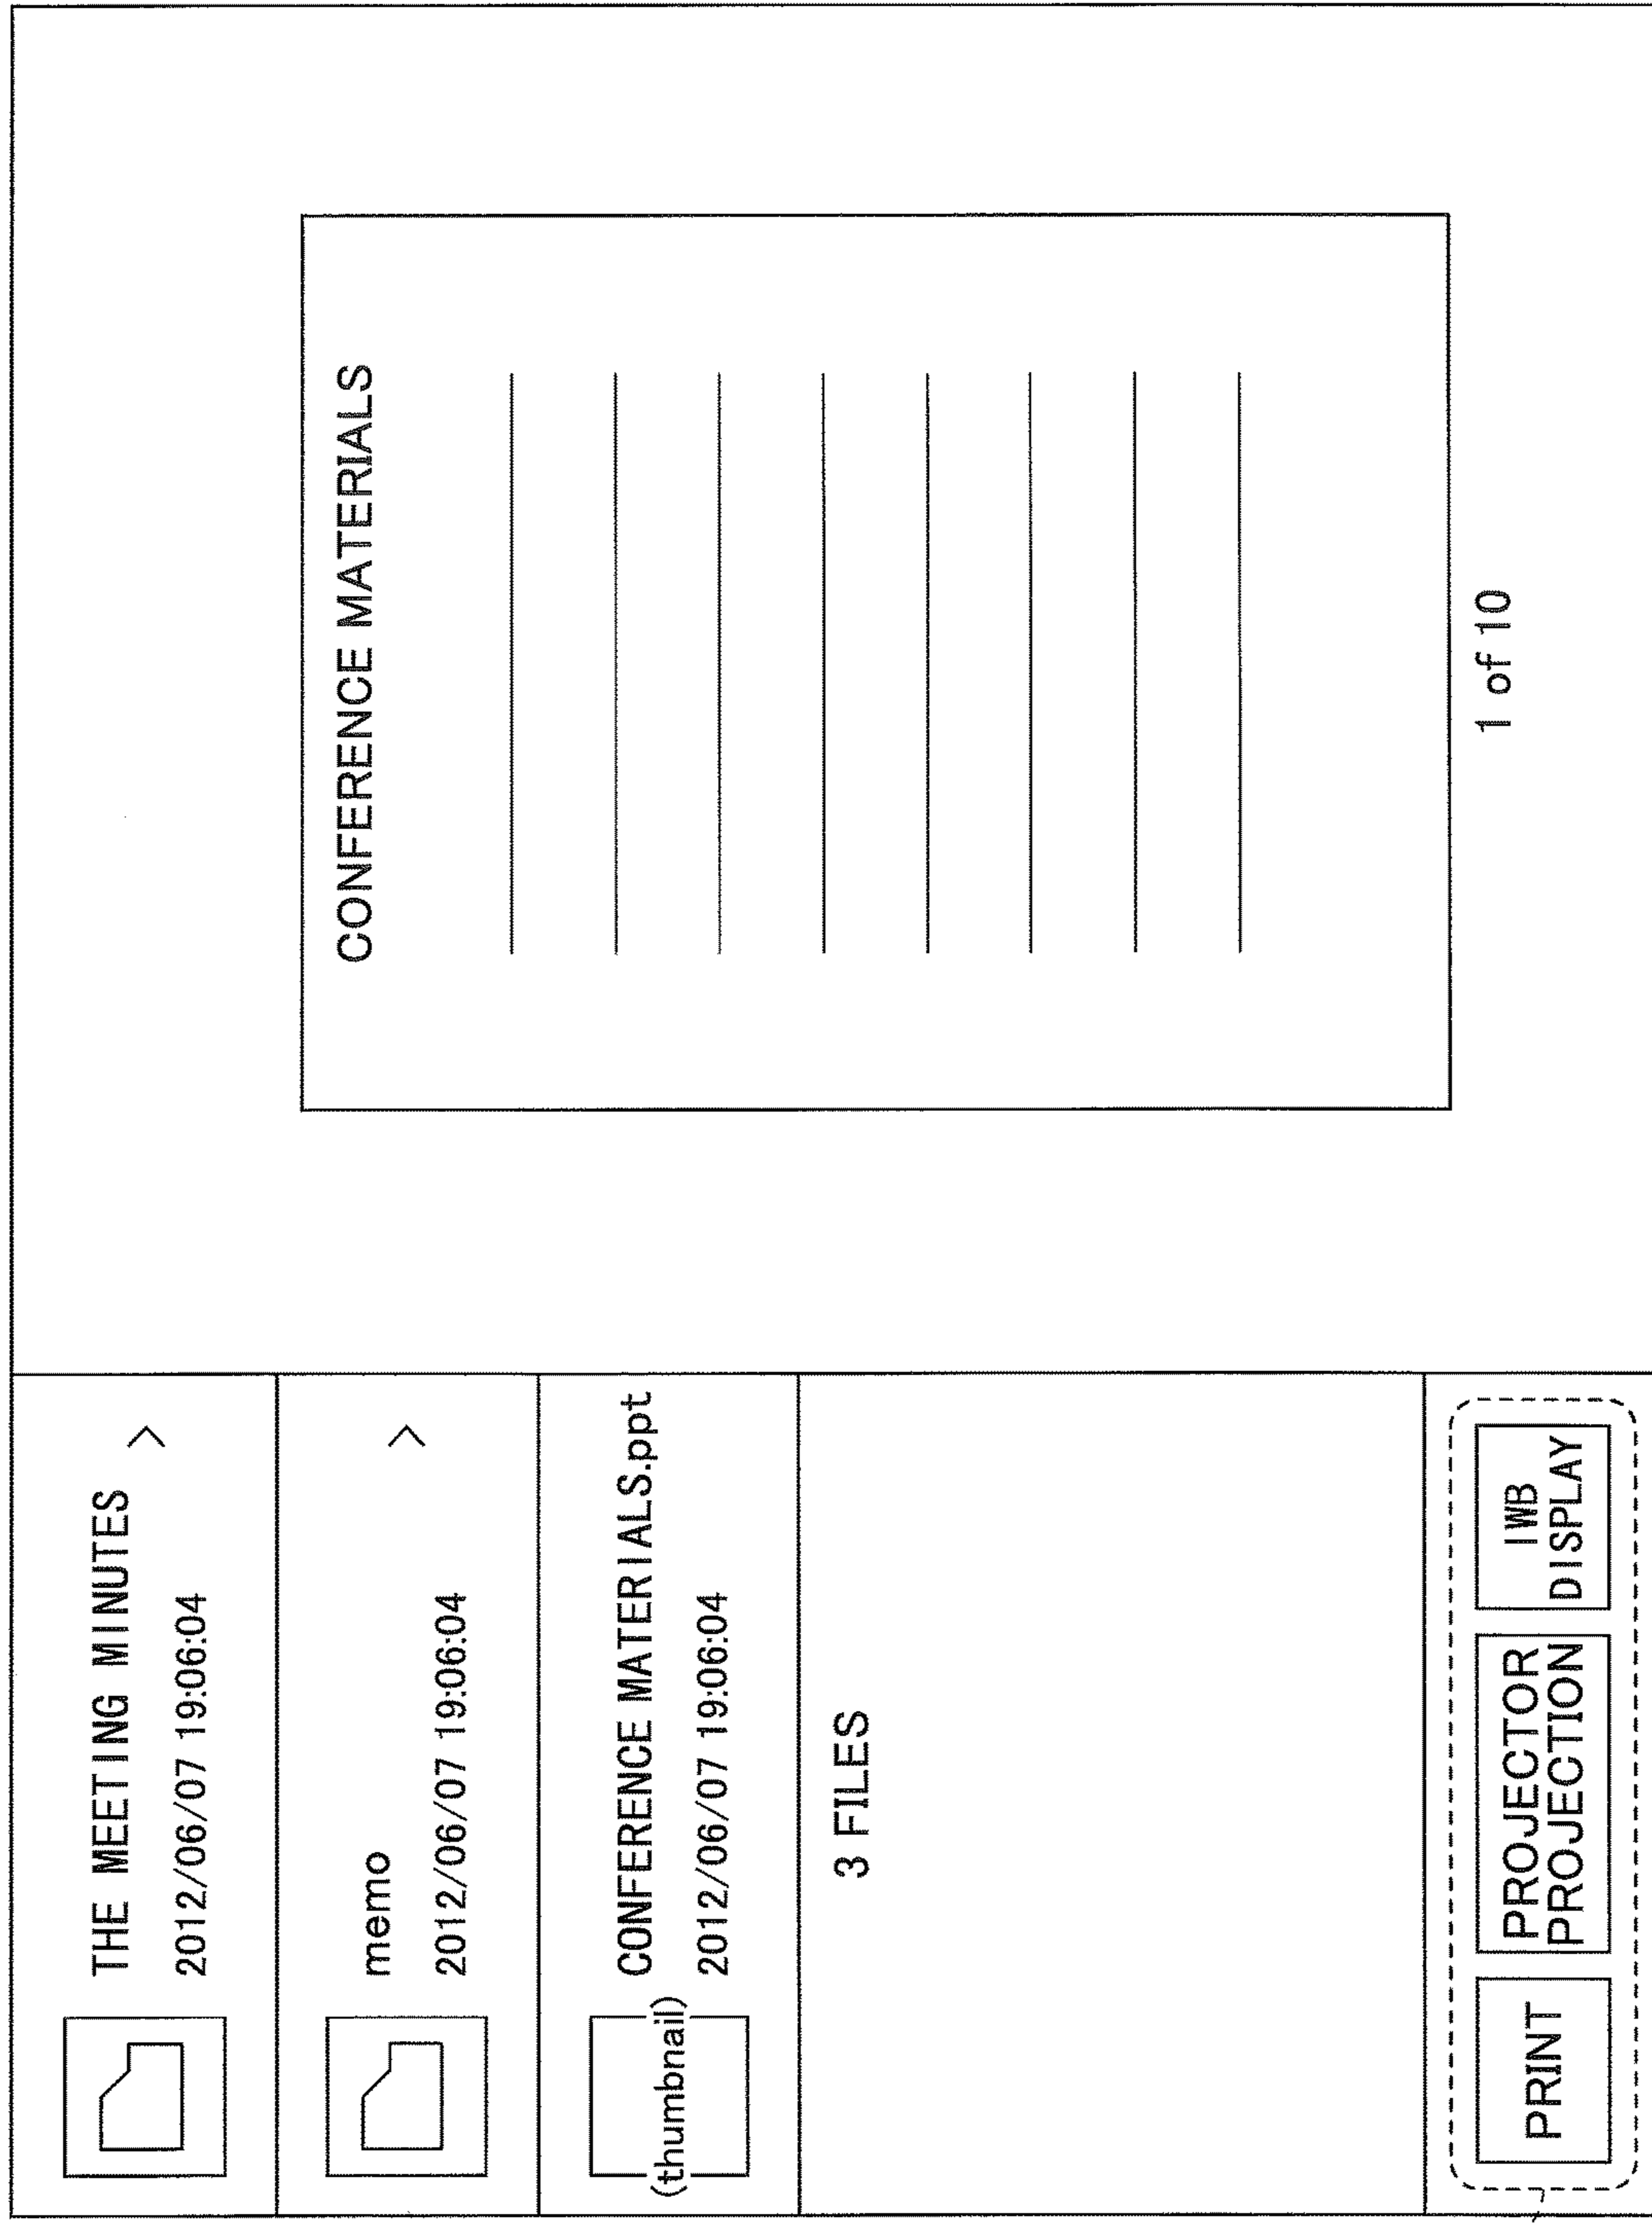 THE MEETING MINUTES >
2012/06/07 19:06:04
memo >
2012/06/07 19:06:04
(thumbnail)
CONFERENCE MATERIALS.ppt
2012/06/07 19:06:04
3 FILES
PRINT
PROJECTOR
PROJECTION
IWB
DISPLAY
CONFERENCE MATERIALS
1 of 10